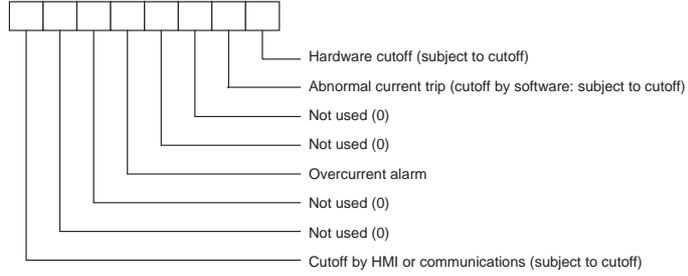 Hardware cutoff (subject to cutoff)
Abnormal current trip (cutoff by software: subject to cutoff)
Not used (0)
Not used (0)
Overcurrent alarm
Not used (0)
Not used (0)
Cutoff by HMI or communications (subject to cutoff)